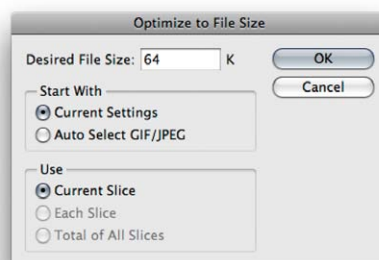 Optimize to File Size
Desired File Size: 64 K
OK
Cancel
Start With
Current Settings
Auto Select GIF/JPEG
Use
Current Slice
Each Slice
Total of All Slices